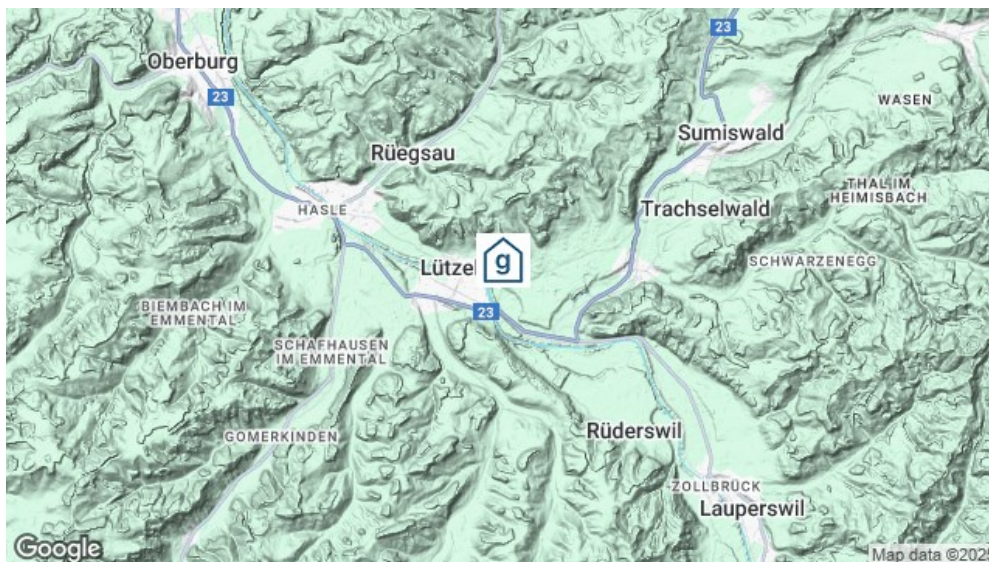 23
Oberburg
23
WASEN
Sumiswald
Rüegsau
THAL IM
HEIMISBACH
HASLE
Trachselwald
g
Lützel
SCHWARZENEGG
BIEMBACH IM
EMMENTAL
23
SCHAFHAUSEN
IM EMMENTAL
GOMERKINDEN
Rüderswil
ZOLLBRÜCK
Lauperswil
Google
Map data ©2025